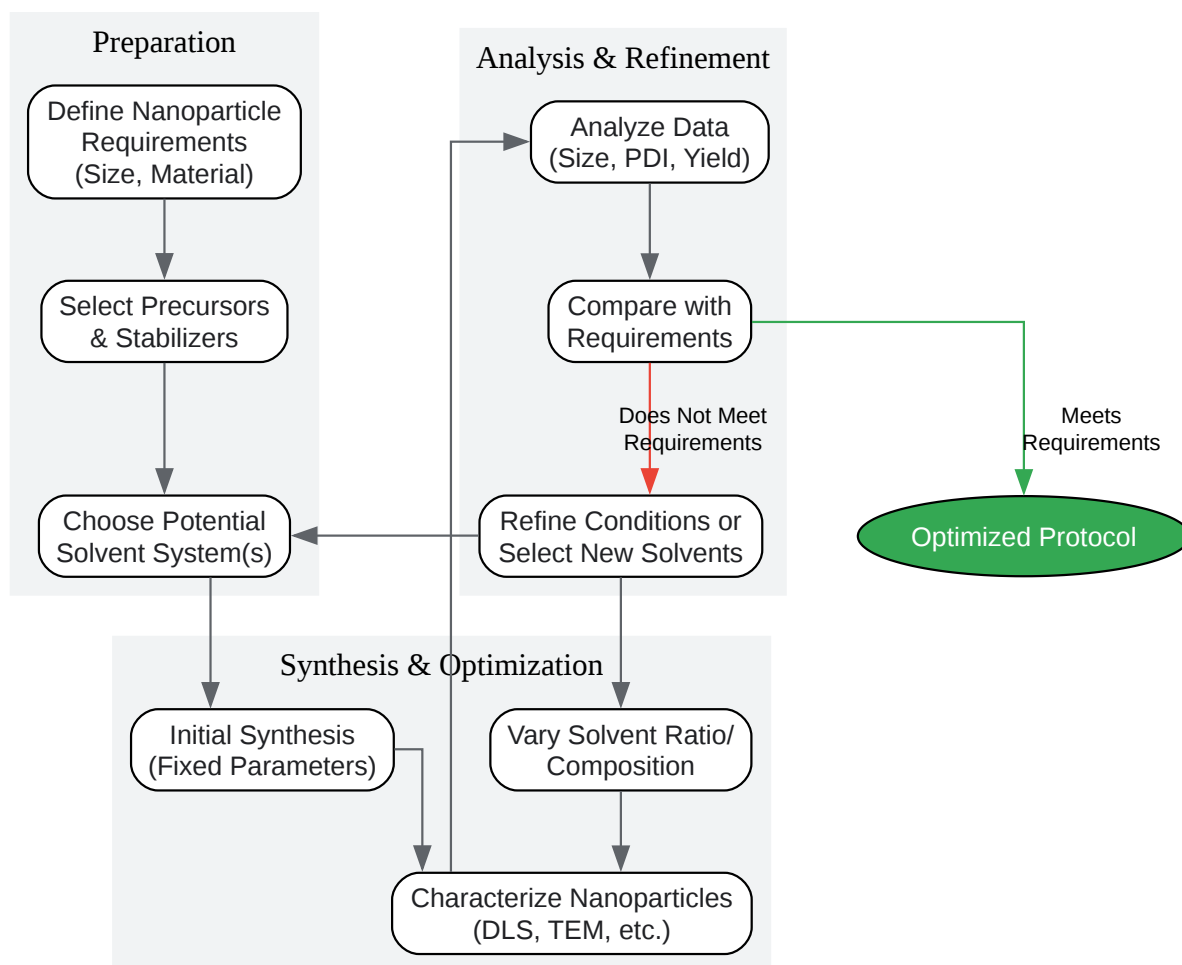 Preparation
Define Nanoparticle
Requirements
(Size, Material)
Select Precursors
& Stabilizers
Choose Potential
Solvent System(s)
Analysis & Refinement
Analyze Data
(Size, PDI, Yield)
Compare with
Requirements
Does Not Meet
Requirements
Meets
Requirements
Refine Conditions or
Select New Solvents
Optimized Protocol
Synthesis & Optimization
Initial Synthesis
(Fixed Parameters)
Vary Solvent Ratio/
Composition
Characterize Nanoparticles
(DLS, TEM, etc.)